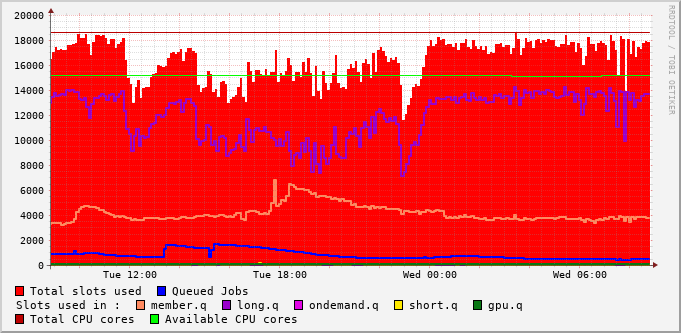 20000
18000
16000
14000
12000
10000
8000
6000
4000
2000
0
Tue 12:00 Tue 18:00 Wed 00:00 Wed 06:00
RRDTOOL / TOBI OETIKER
Total slots used Queued Jobs
Slots used in : member.q long.q ondemand.q short.q gpu.q
Total CPU cores Available CPU cores